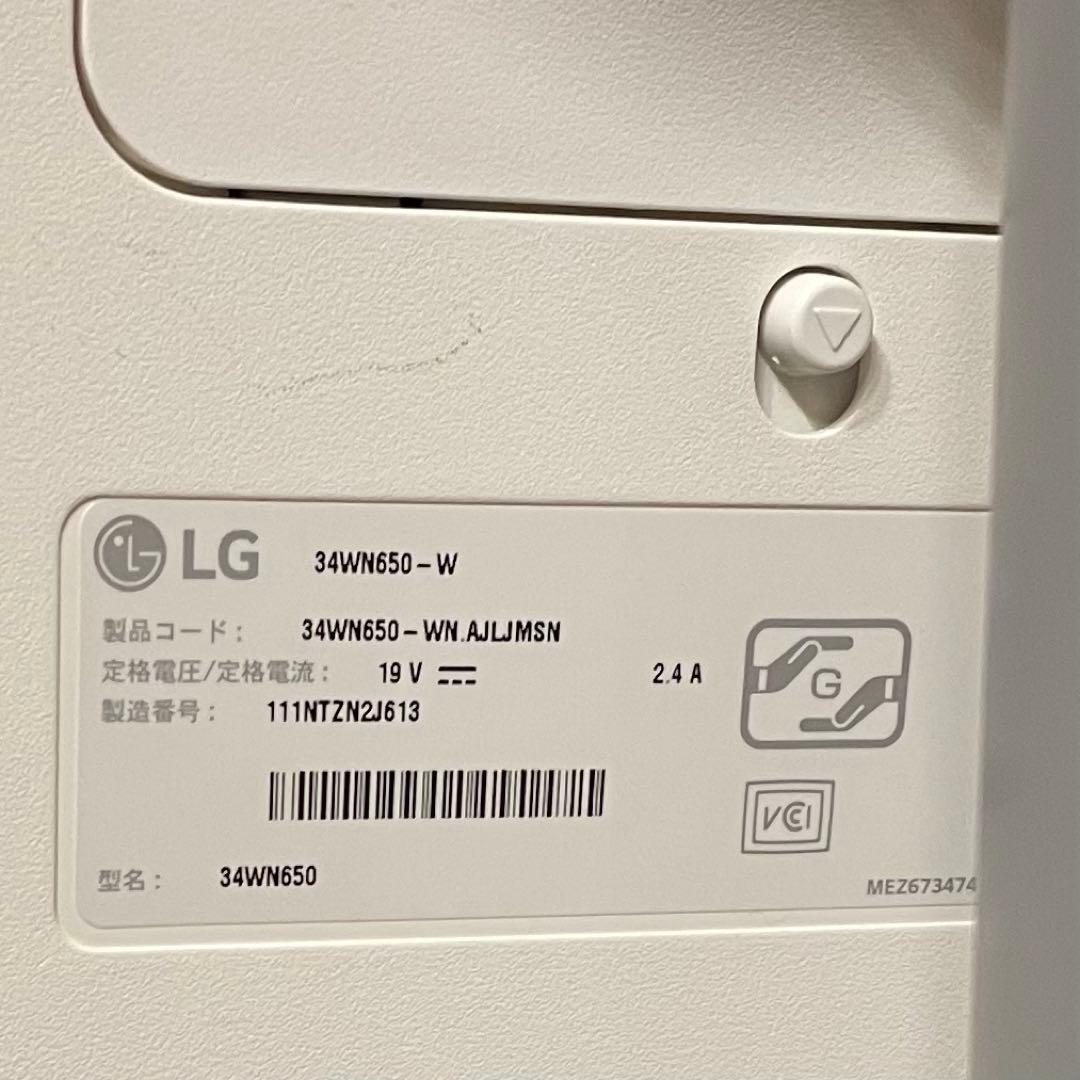 LG 34WN650-W
製品コード: 34WN650-WN.AJLJMSN
定格電圧/定格電流: 19 V ⎓ 2.4 A
製造番号: 111NTZN2J613
G
VCCI
型名: 34WN650
MEZ673474